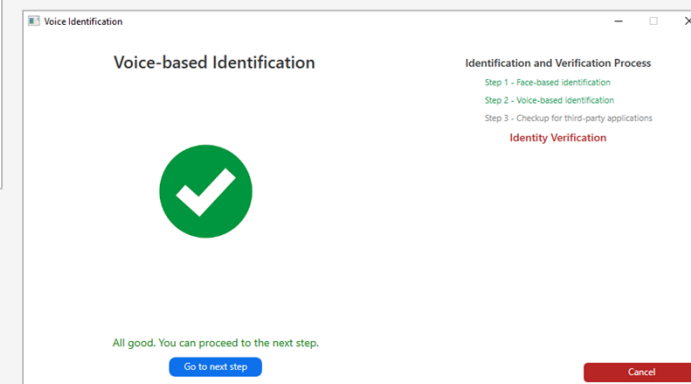 Voice Identification
Voice-based Identification
All good. You can proceed to the next step.
Go to next step
Identification and Verification Process
Step 1 - Face-based identification
Step 2 - Voice-based identification
Step 3 - Checkup for third-party applications
Identity Verification
Cancel